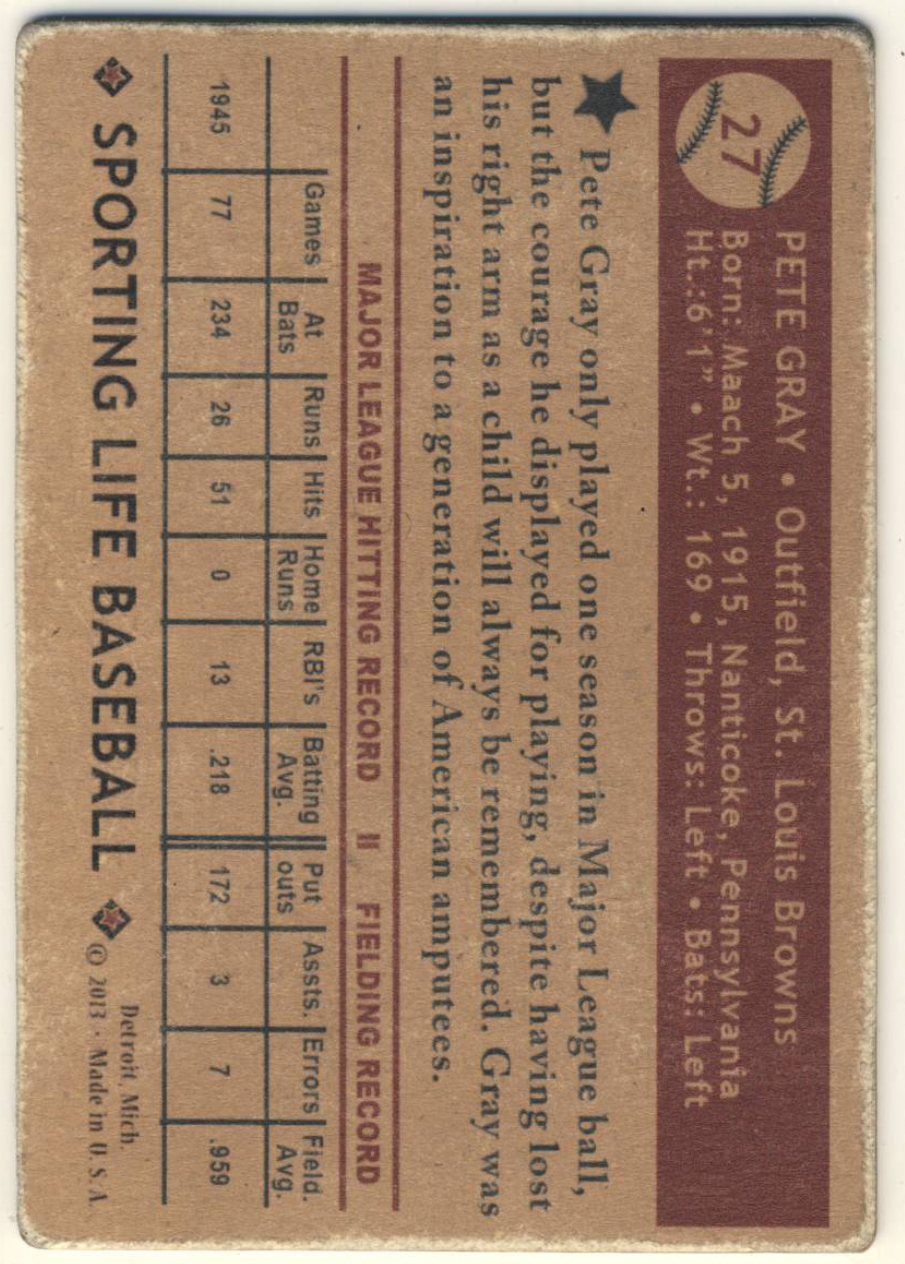 27
PETE GRAY • Outfield, St. Louis Browns
Born: Maach 5, 1915, Nanticoke, Pennsylvania
Ht.:6’1” • Wt.: 169 • Throws: Left • Bats: Left
★ Pete Gray only played one season in Major League ball,
but the courage he displayed for playing, despite having lost
his right arm as a child will always be remembered. Gray was
an inspiration to a generation of American amputees.
MAJOR LEAGUE HITTING RECORD II FIELDING RECORD
Games At Bats Runs Hits Home Runs RBI's Batting Avg. Put outs Assts. Errors Field. Avg.
1945 77 234 26 51 0 13 .218 172 3 7 .959
SPORTING LIFE BASEBALL
Detroit, Mich.
© 2013 · Made in U. S. A.